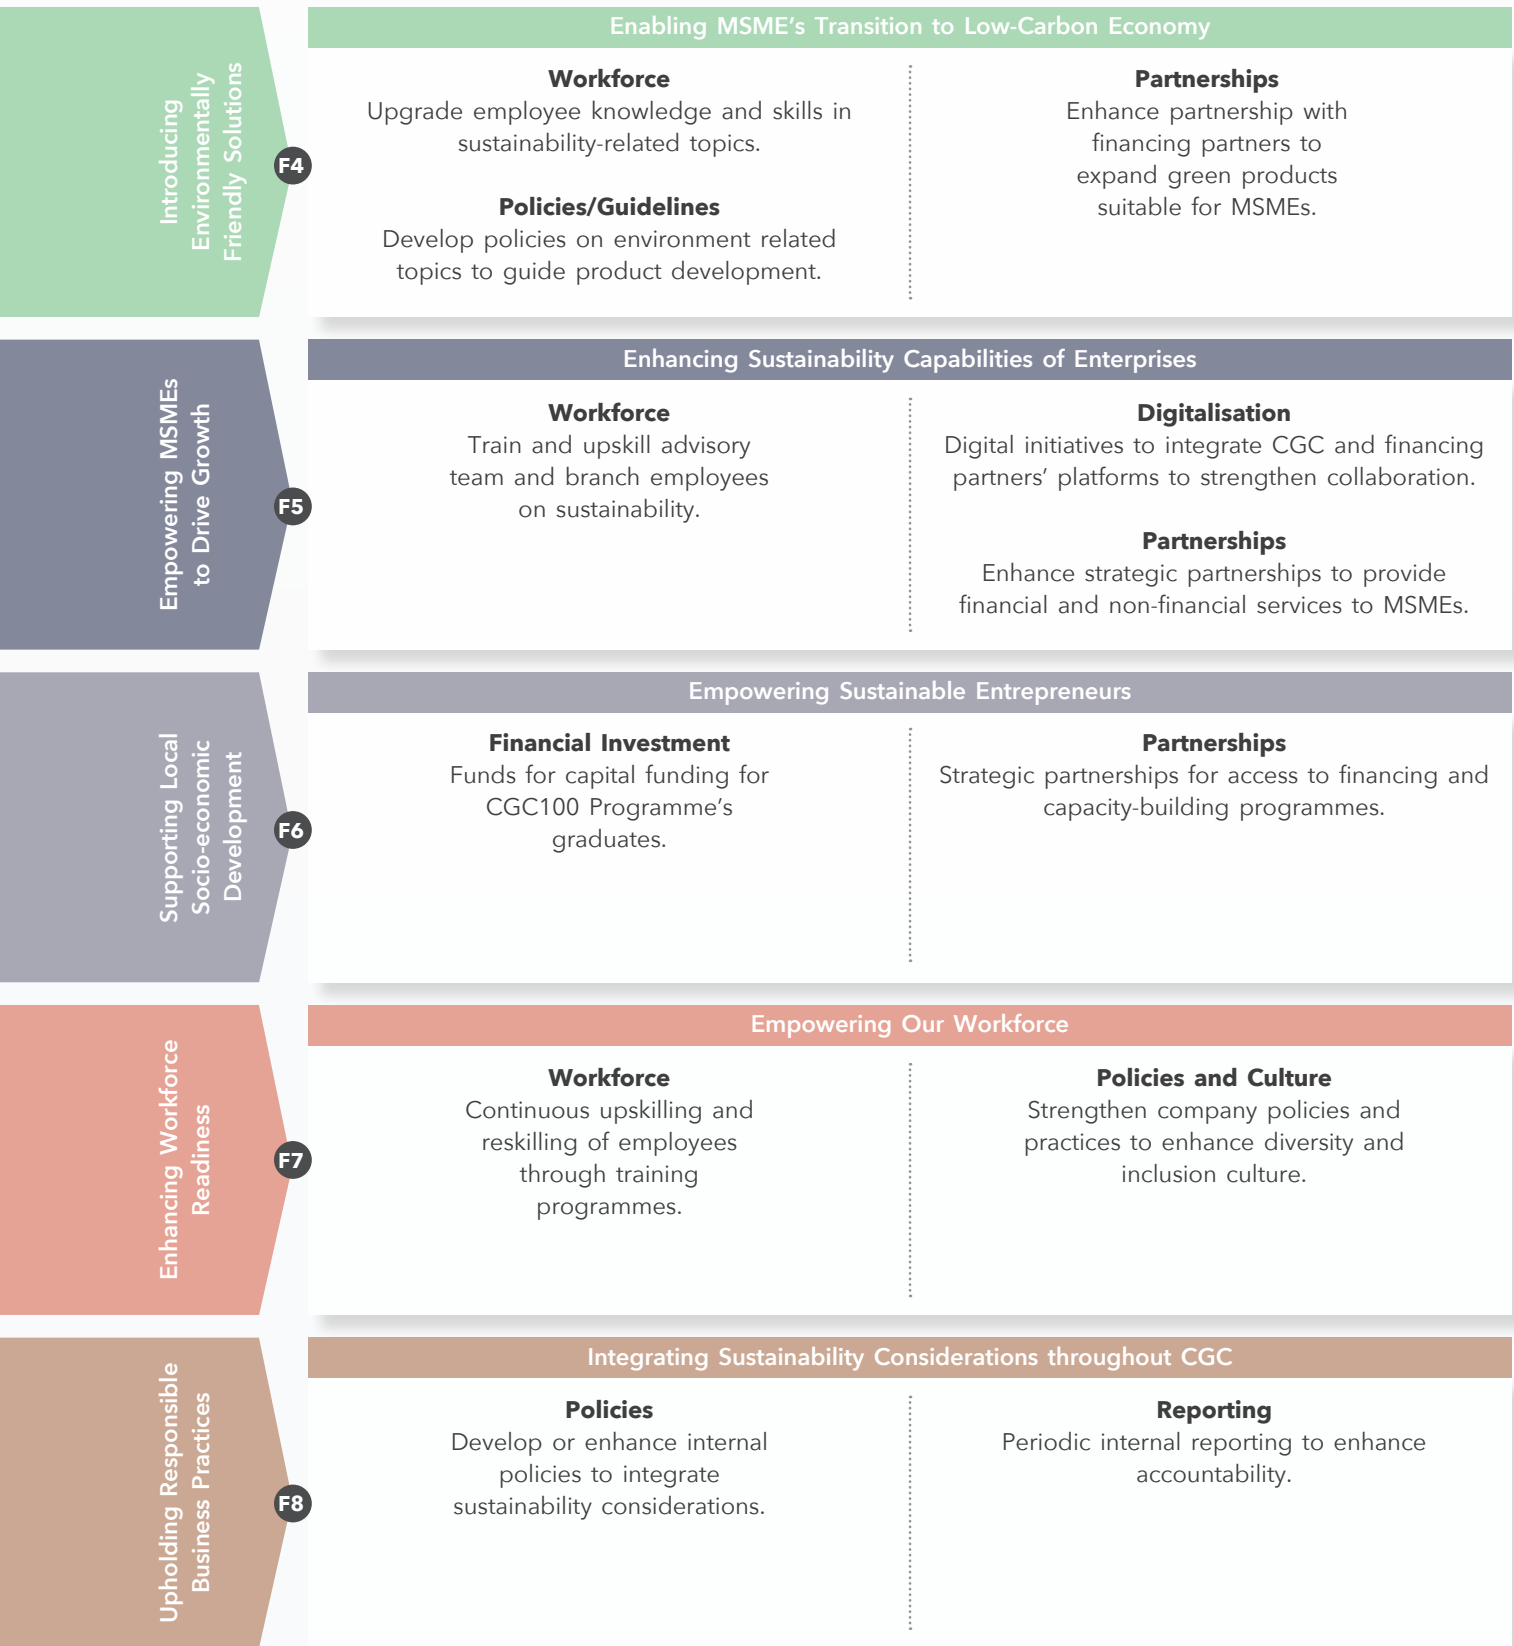 Introducing
Environmentally
Friendly Solutions
F4
Enabling MSME's Transition to Low-Carbon Economy
Workforce
Upgrade employee knowledge and skills in
sustainability-related topics.
Policies/Guidelines
Develop policies on environment related
topics to guide product development.
Partnerships
Enhance partnership with
financing partners to
expand green products
suitable for MSMEs.
Empowering MSMEs
to Drive Growth
F5
Enhancing Sustainability Capabilities of Enterprises
Workforce
Train and upskill advisory
team and branch employees
on sustainability.
Digitalisation
Digital initiatives to integrate CGC and financing
partners' platforms to strengthen collaboration.
Partnerships
Enhance strategic partnerships to provide
financial and non-financial services to MSMEs.
Supporting Local
Socio-economic
Development
F6
Empowering Sustainable Entrepreneurs
Financial Investment
Funds for capital funding for
CGC100 Programme's
graduates.
Partnerships
Strategic partnerships for access to financing and
capacity-building programmes.
Enhancing Workforce
Readiness
F7
Empowering Our Workforce
Workforce
Continuous upskilling and
reskilling of employees
through training
programmes.
Policies and Culture
Strengthen company policies and
practices to enhance diversity and
inclusion culture.
Upholding Responsible
Business Practices
F8
Integrating Sustainability Considerations throughout CGC
Policies
Develop or enhance internal
policies to integrate
sustainability considerations.
Reporting
Periodic internal reporting to enhance
accountability.